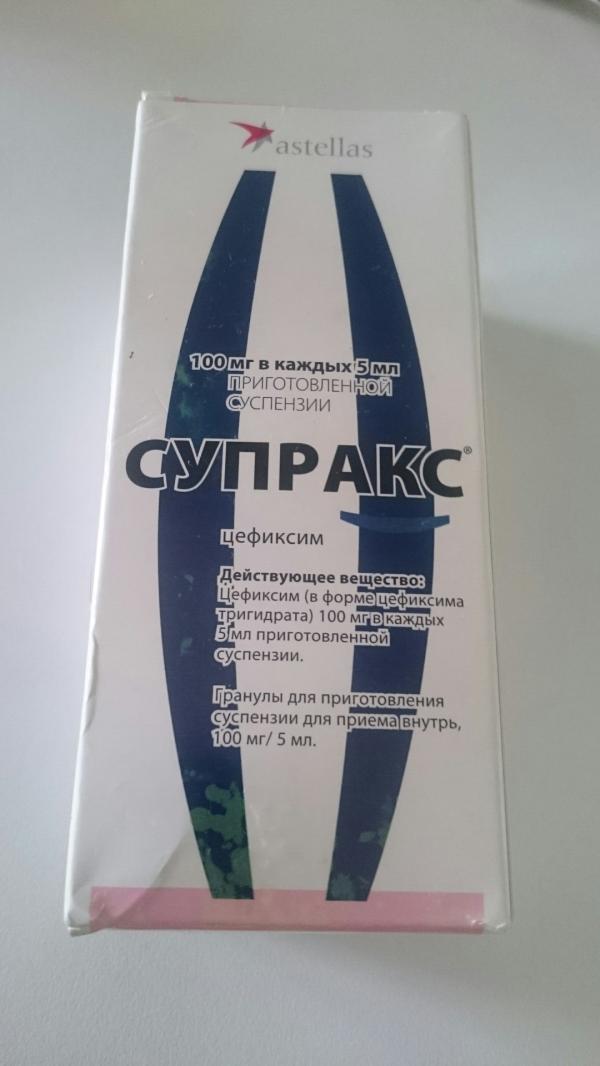 astellas
100 мг в каждых 5 мл
ПРИГОТОВЛЕННОЙ
СУСПЕНЗИИ
СУПРАКС®
цефиксим
Действующее вещество:
Цефиксим (в форме цефиксима
тригидрата) 100 мг в каждых
5 мл приготовленной
суспензии.
Гранулы для приготовления
суспензии для приема внутрь,
100 мг/ 5 мл.